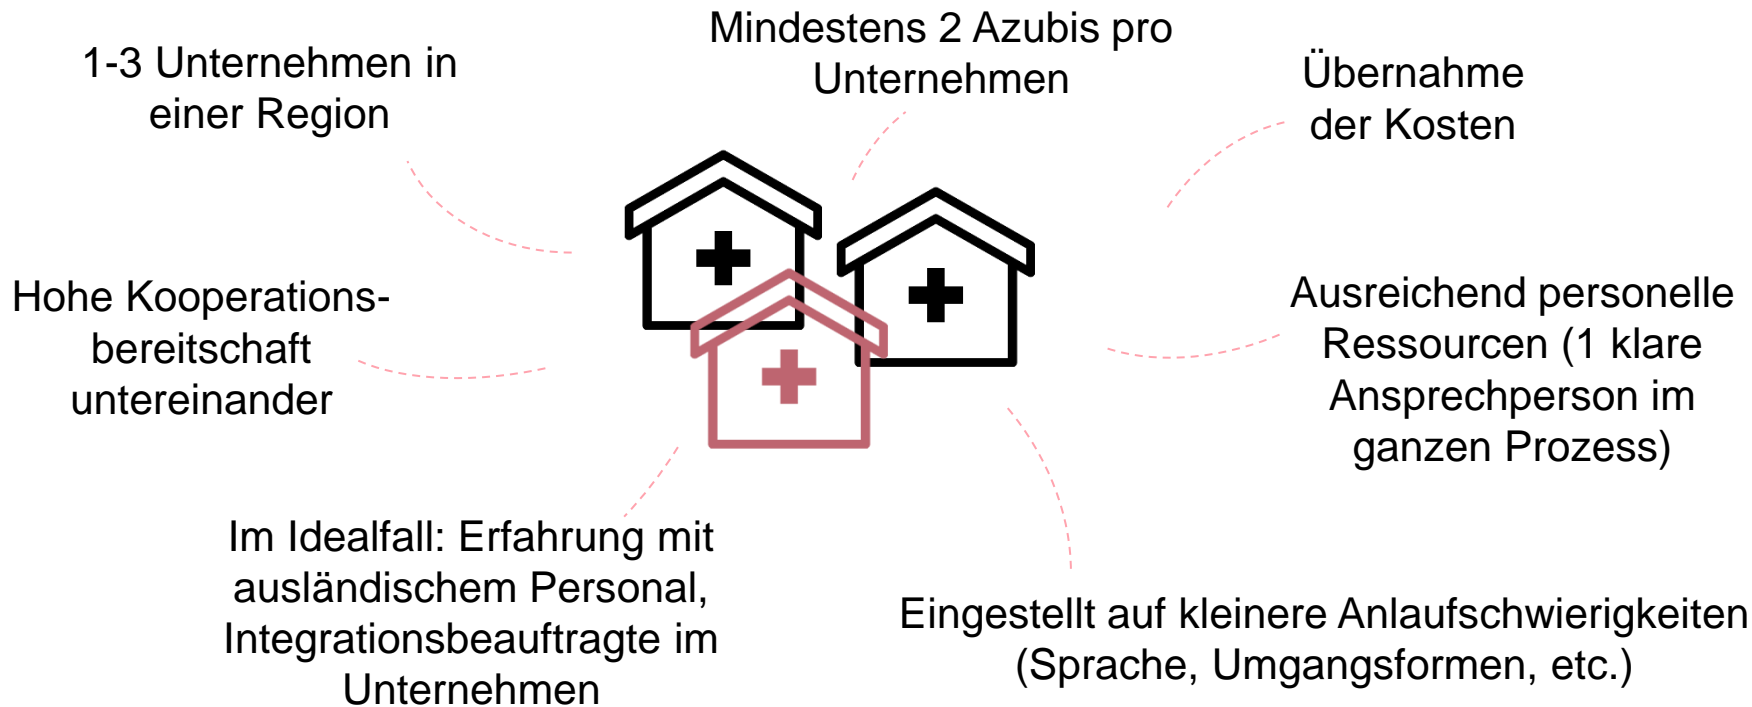 1-3 Unternehmen in
einer Region
Mindestens 2 Azubis pro
Unternehmen
Übernahme
der Kosten
Hohe Kooperations-
bereitschaft
untereinander
Ausreichend personelle
Ressourcen (1 klare
Ansprechperson im
ganzen Prozess)
Im Idealfall: Erfahrung mit
ausländischem Personal,
Integrationsbeauftragte im
Unternehmen
Eingestellt auf kleinere Anlaufschwierigkeiten
(Sprache, Umgangsformen, etc.)